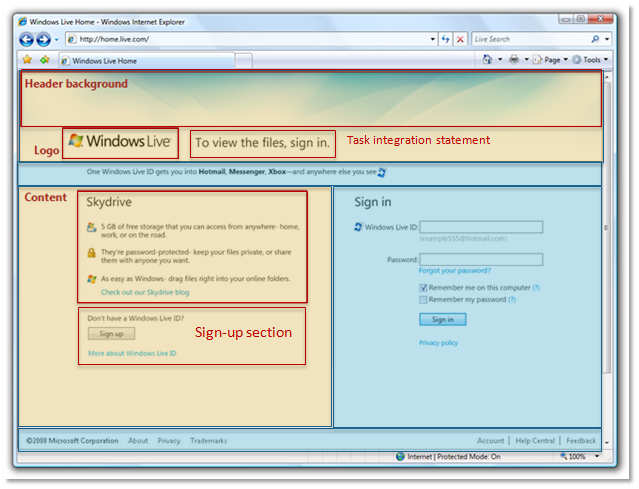 Windows Live Home - Windows Internet Explorer
http://home.live.com/
Live Search
Windows Live Home
Page
Tools
Header background
Logo
Windows Live
To view the files, sign in.
Task integration statement
One Windows Live ID gets you into Hotmail, Messenger, Xbox—and anywhere else you see
Content
Skydrive
5 GB of free storage that you can access from anywhere- home,
work, or on the road.
They're password-protected- keep your files private, or share
them with anyone you want.
As easy as Windows- drag files right into your online folders.
Check out our Skydrive blog
Don't have a Windows Live ID?
Sign up
Sign-up section
More about Windows Live ID
Sign in
Windows Live ID:
(example555@hotmail.com)
Password:
Forgot your password?
Remember me on this computer (?)
Remember my password (?)
Sign in
Privacy policy
©2008 Microsoft Corporation
About
Privacy
Trademarks
Account
Help Central
Feedback
Internet | Protected Mode: On
100%